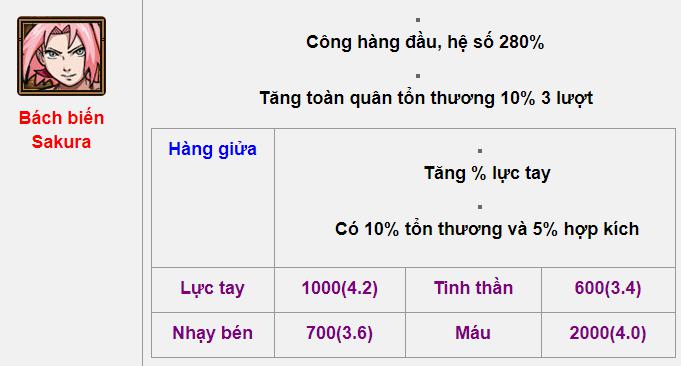 Bách biến
Sakura
Công hàng đầu, hệ số 280%
Tăng toàn quân tổn thương 10% 3 lượt
Hàng giửa
Tăng % lực tay
Có 10% tổn thương và 5% hợp kích
Lực tay 1000(4.2) Tinh thần 600(3.4)
Nhạy bén 700(3.6) Máu 2000(4.0)